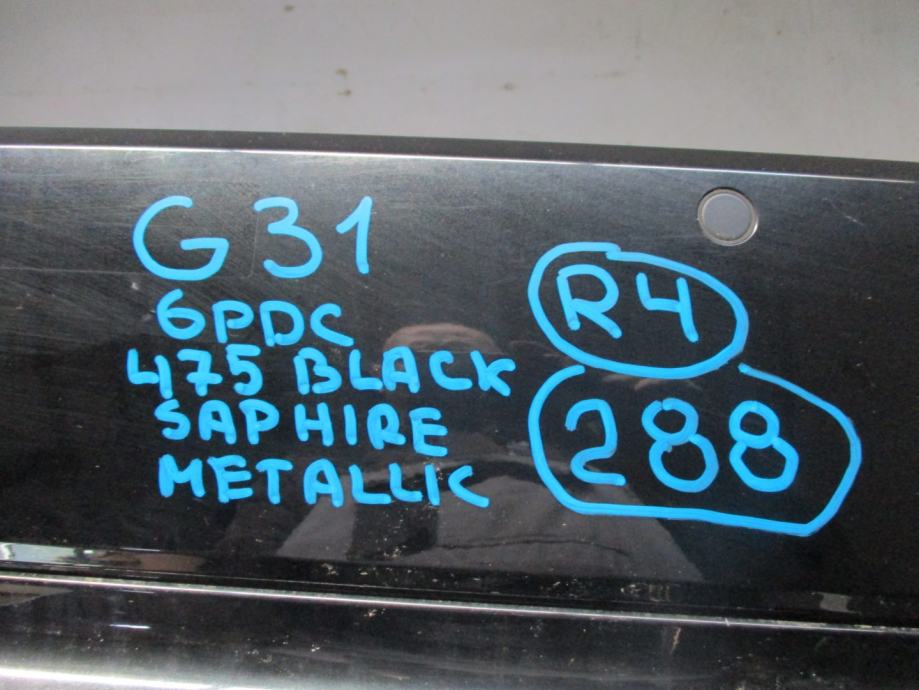 G31
6PDC
475 BLACK
SAPHIRE
METALLIC
R4
288